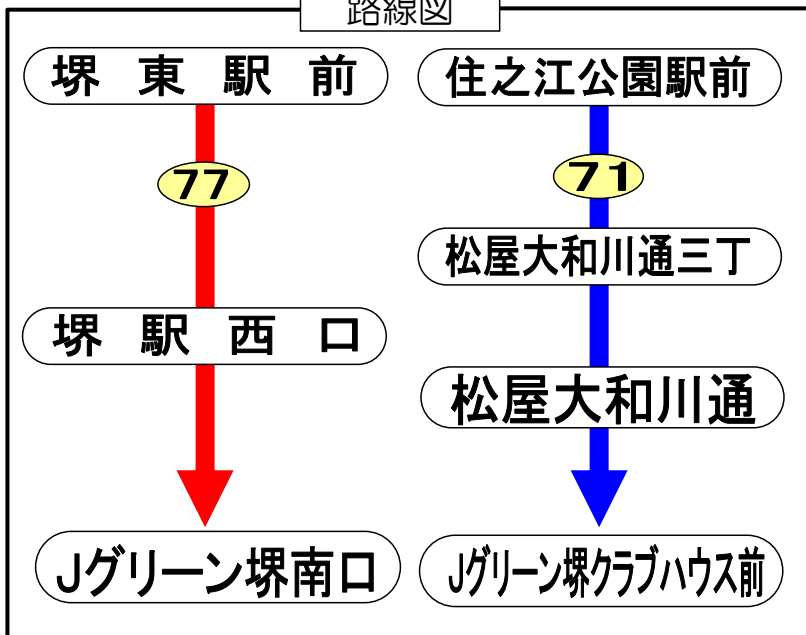 路線図
堺東駅前
77
堺駅西口
Jグリーン堺南口
住之江公園駅前
71
松屋大和川通三丁
松屋大和川通
Jグリーン堺クラブハウス前